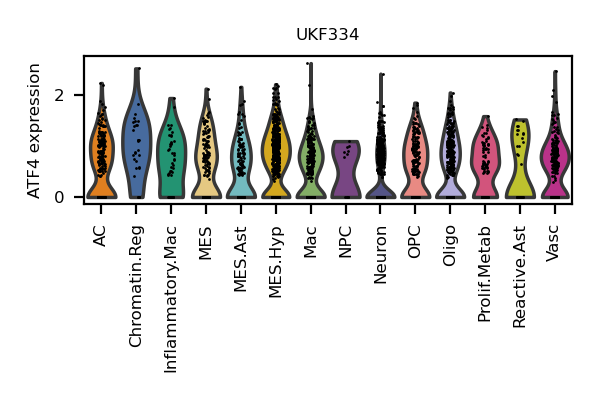 UKF334
ATF4 expression
2
0
AC
Chromatin.Reg
Inflammatory.Mac
MES
MES.Ast
MES.Hyp
Mac
NPC
Neuron
OPC
Oligo
Prolif.Metab
Reactive.Ast
Vasc